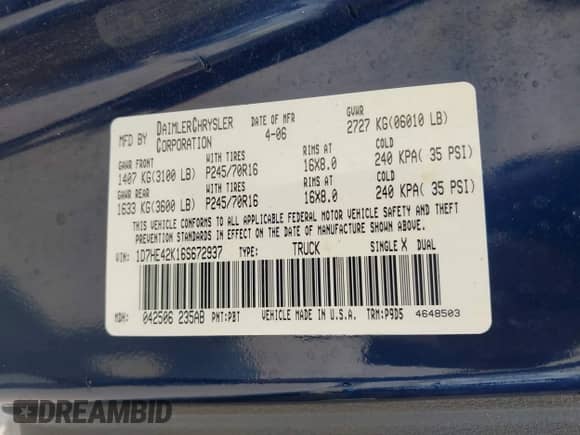 MFD BY DAIMLERCHRYSLER CORPORATION DATE OF MFR 4-06 GVWR 2727 KG(06010 LB)
GAWR FRONT WITH TIRES RIMS AT COLD
1407 KG(3100 LB) P245/70R16 16X8.0 240 KPA( 35 PSI)
GAWR REAR WITH TIRES RIMS AT COLD
1633 KG(3600 LB) P245/70R16 16X8.0 240 KPA( 35 PSI)
THIS VEHICLE CONFORMS TO ALL APPLICABLE FEDERAL MOTOR VEHICLE SAFETY AND THEFT
PREVENTION STANDARDS IN EFFECT ON THE DATE OF MANUFACTURE SHOWN ABOVE.
VIN: 1D7HE42K16S672937 TYPE: TRUCK SINGLE X DUAL
MDH: 042506 235AB PNT:PBT VEHICLE MADE IN U.S.A. TRM:P9D5 4648503
DREAMBID